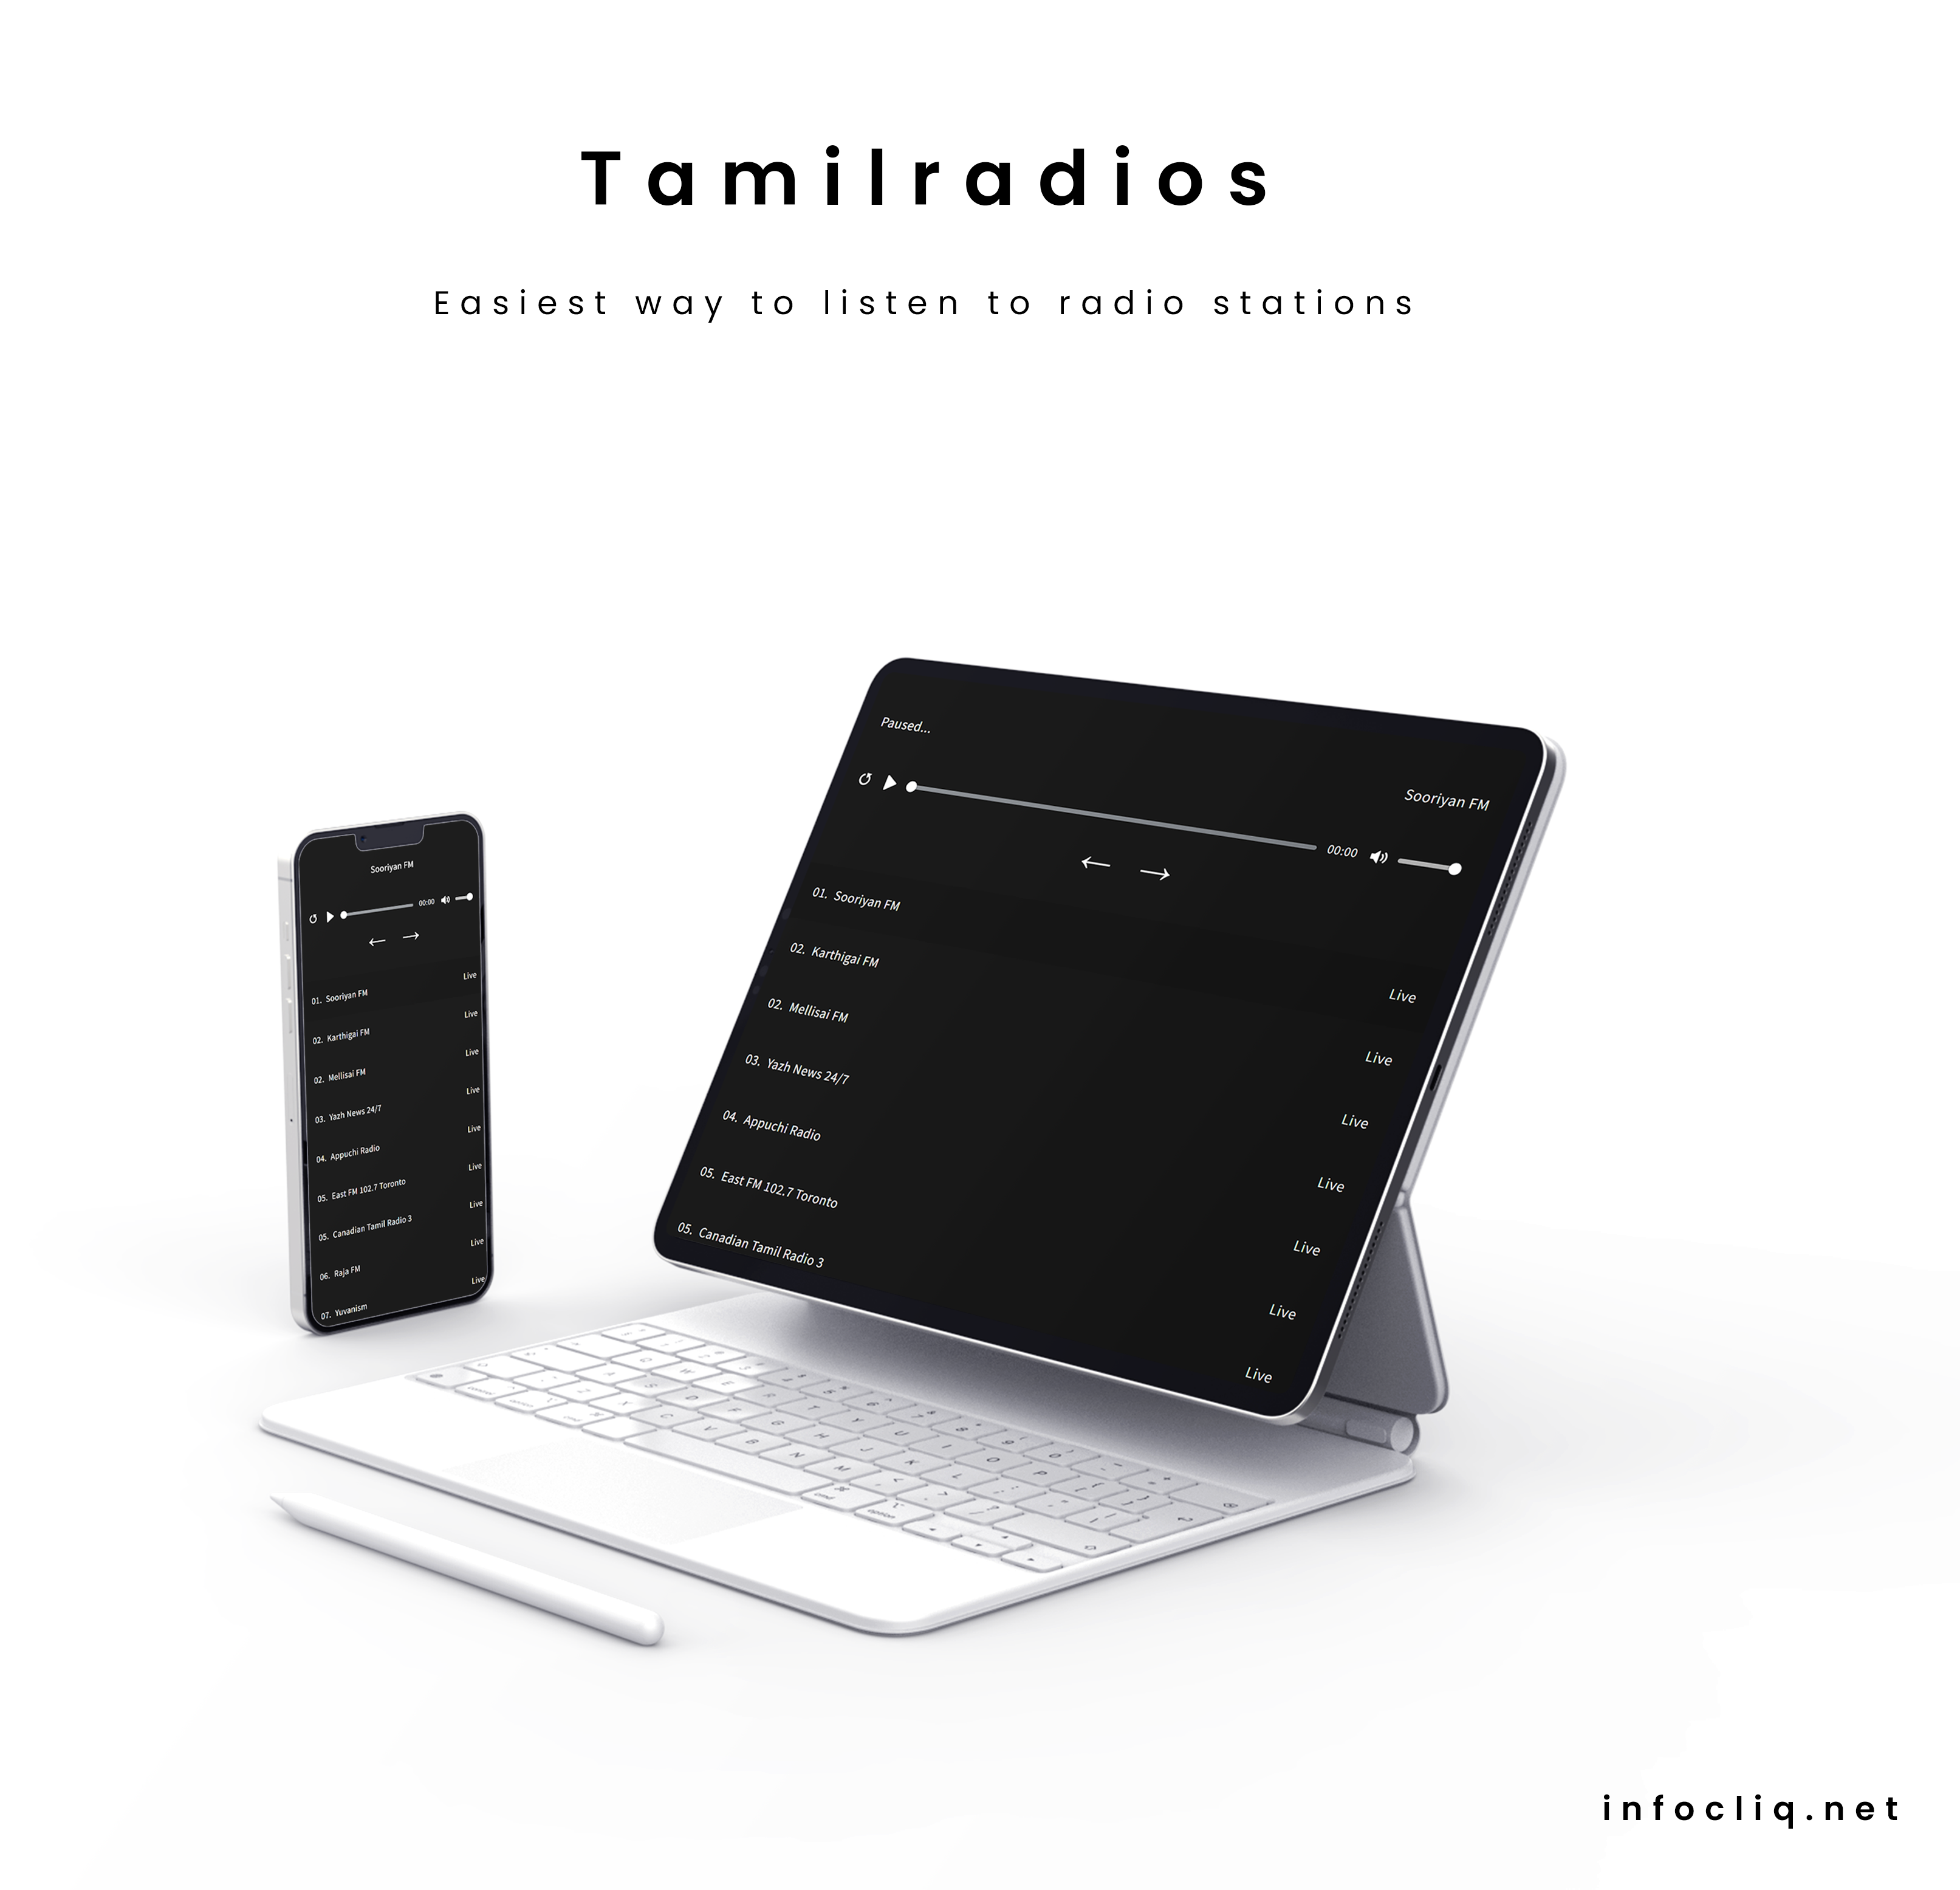 Tamilradios
Easiest way to listen to radio stations
Sooriyan FM
00:00
01. Sooriyan FM Live
02. Karthigai FM Live
02. Mellisai FM Live
03. Yazh News 24/7 Live
04. Appuchi Radio Live
05. East FM 102.7 Toronto Live
05. Canadian Tamil Radio 3 Live
06. Raja FM Live
07. Yuvanism Live
Paused...
Sooriyan FM
00:00
01. Sooriyan FM Live
02. Karthigai FM Live
02. Mellisai FM Live
03. Yazh News 24/7 Live
04. Appuchi Radio Live
05. East FM 102.7 Toronto Live
05. Canadian Tamil Radio 3 Live
infocliq.net